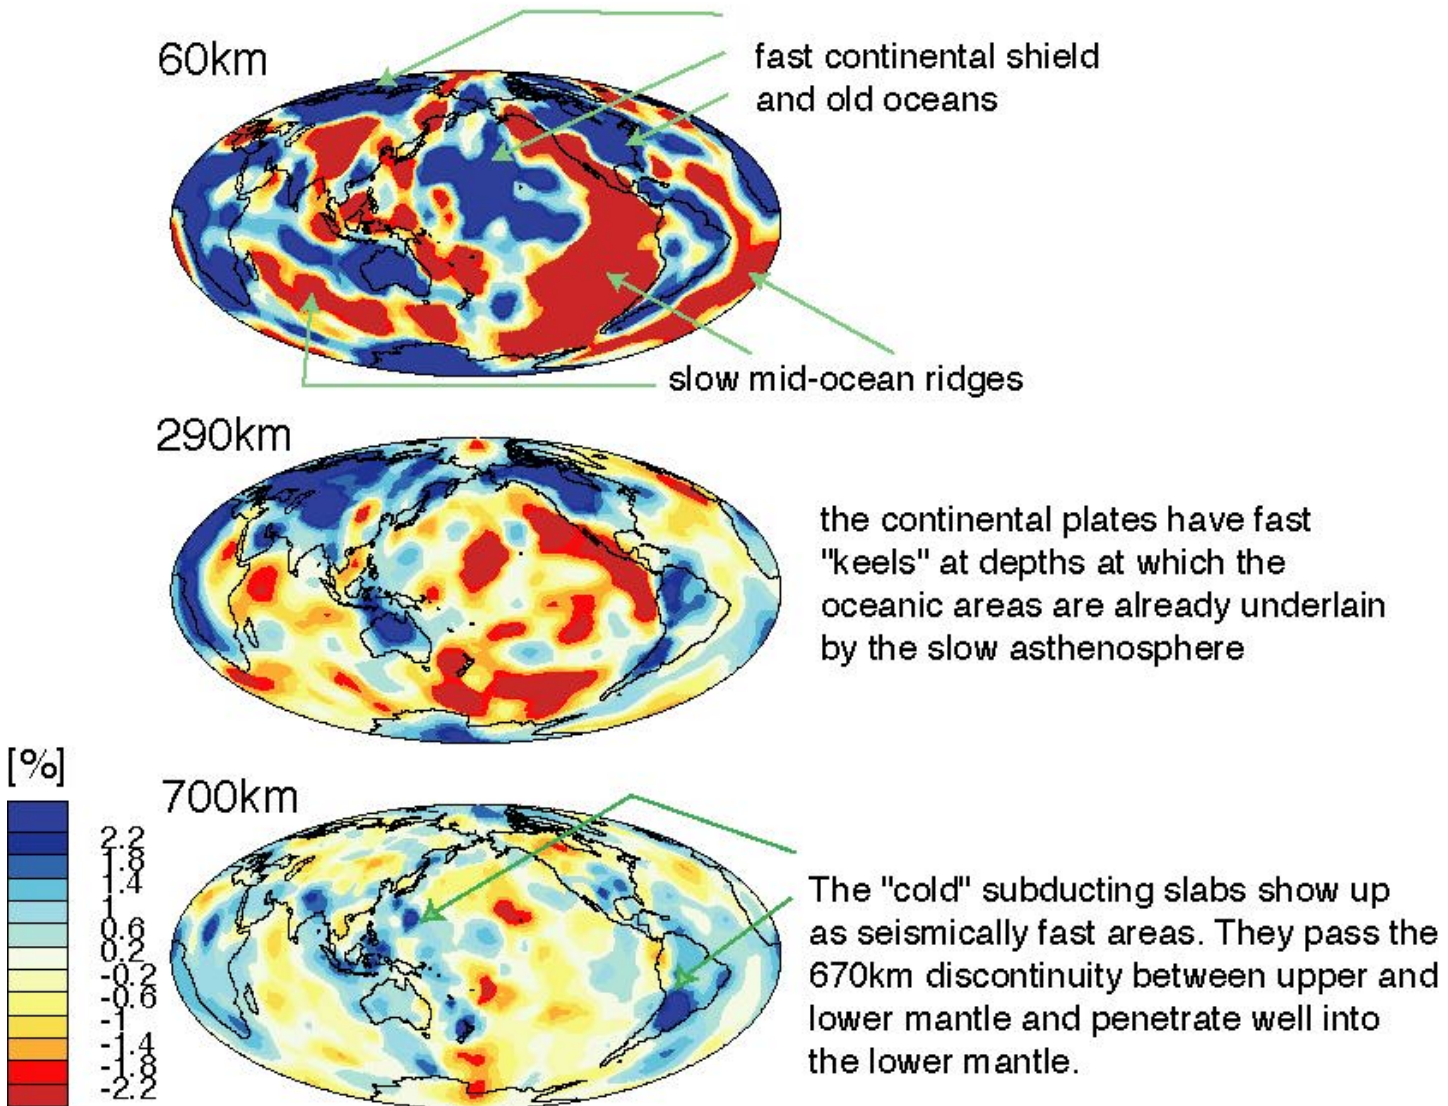 60km
fast continental shield
and old oceans
slow mid-ocean ridges
290km
the continental plates have fast
"keels" at depths at which the
oceanic areas are already underlain
by the slow asthenosphere
[%]
700km
2.2
1.8
1.4
1
0.6
0.2
-0.2
-0.6
-1
-1.4
-1.8
-2.2
The "cold" subducting slabs show up
as seismically fast areas. They pass the
670km discontinuity between upper and
lower mantle and penetrate well into
the lower mantle.